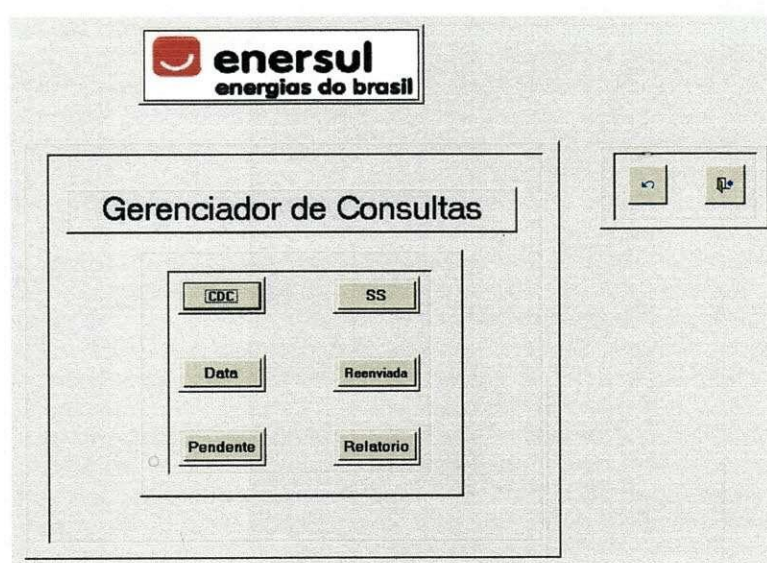 enersul
energias do brasil
Gerenciador de Consultas
CDC
SS
Data
Reenviada
Pendente
Relatorio